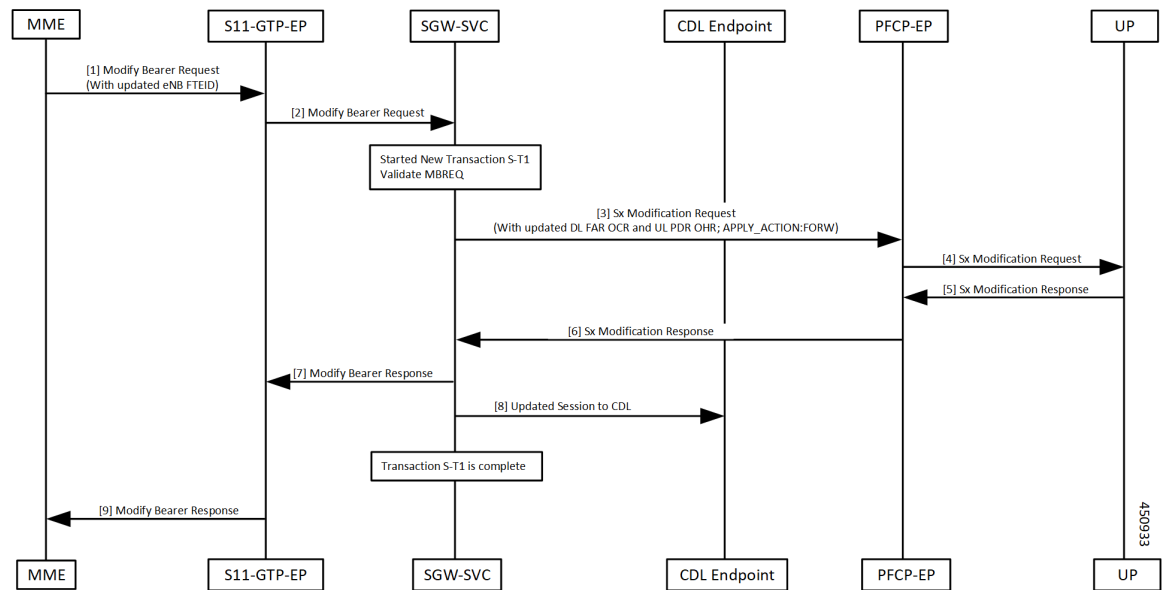 MME
S11-GTP-EP
SGW-SVC
CDL Endpoint
PFCP-EP
UP
[1] Modify Bearer Request
(With updated eNB FTEID)
[2] Modify Bearer Request
Started New Transaction S-T1
Validate MBREQ
[3] Sx Modification Request
(With updated DL FAR OCR and UL PDR OHR; APPLY_ACTION:FORW)
[4] Sx Modification Request
[5] Sx Modification Response
[6] Sx Modification Response
[7] Modify Bearer Response
[8] Updated Session to CDL
Transaction S-T1 is complete
[9] Modify Bearer Response
450933
MME
S11-GTP-EP
SGW-SVC
CDL Endpoint
PFCP-EP
UP